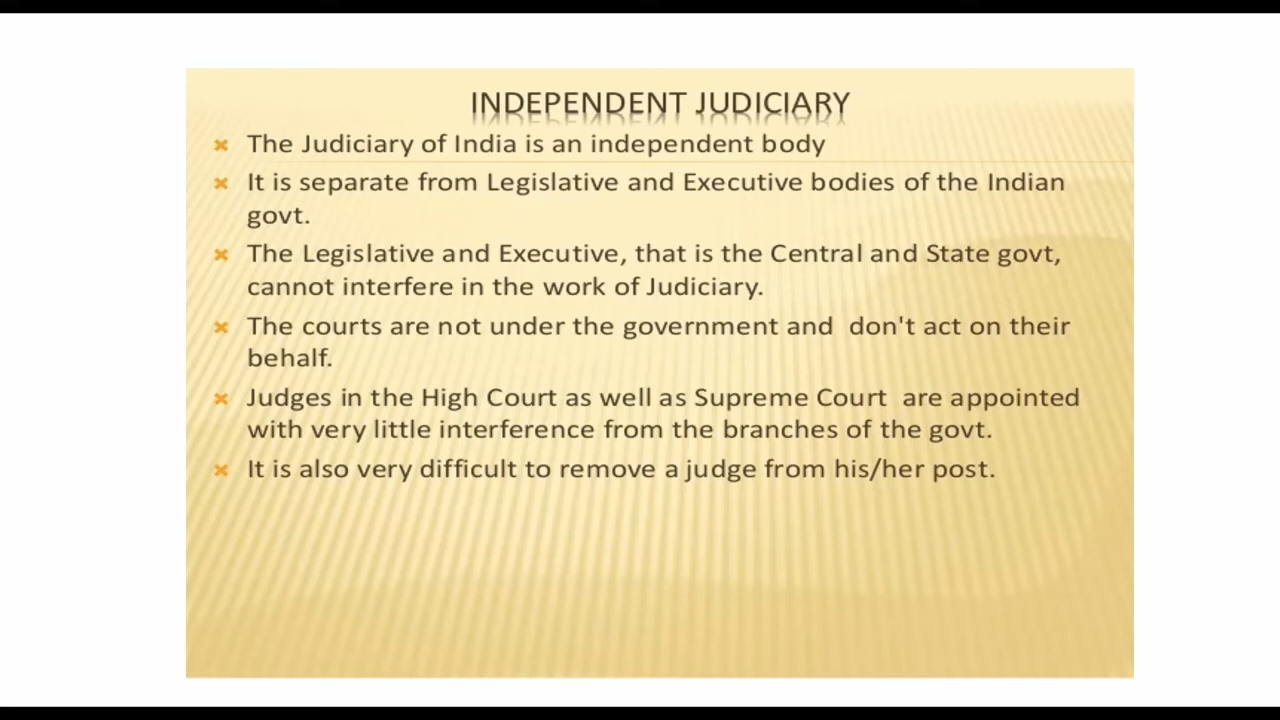 INDEPENDENT JUDICIARY
The Judiciary of India is an independent body
It is separate from Legislative and Executive bodies of the Indian
govt.
The Legislative and Executive, that is the Central and State govt,
cannot interfere in the work of Judiciary.
The courts are not under the government and  don't act on their
behalf.
Judges in the High Court as well as Supreme Court  are appointed
with very little interference from the branches of the govt.
It is also very difficult to remove a judge from his/her post.